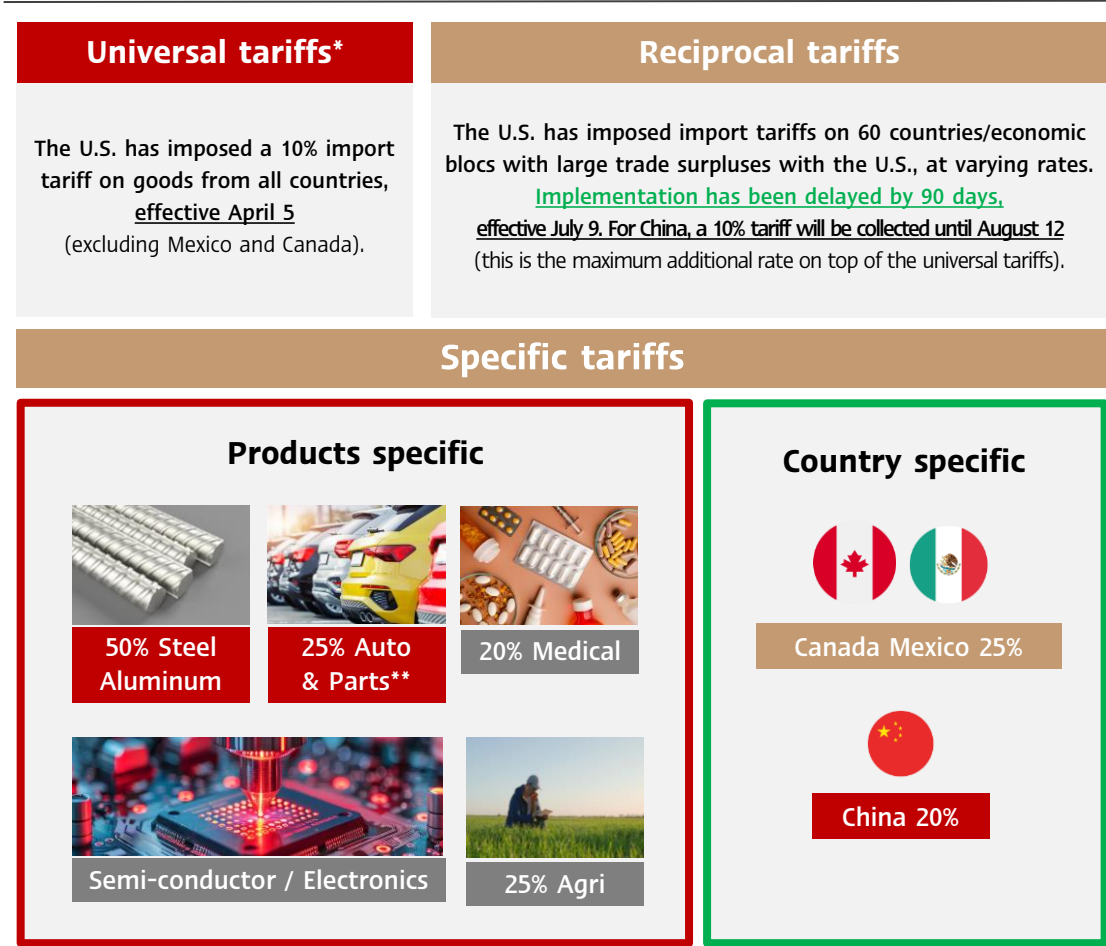 Universal tariffs*
The U.S. has imposed a 10% import
tariff on goods from all countries,
effective April 5
(excluding Mexico and Canada).
Reciprocal tariffs
The U.S. has imposed import tariffs on 60 countries/economic
blocs with large trade surpluses with the U.S., at varying rates.
Implementation has been delayed by 90 days,
effective July 9. For China, a 10% tariff will be collected until August 12
(this is the maximum additional rate on top of the universal tariffs).
Specific tariffs
Products specific
50% Steel
Aluminum
25% Auto
& Parts**
20% Medical
Semi-conductor / Electronics
25% Agri
Country specific
Canada Mexico 25%
China 20%